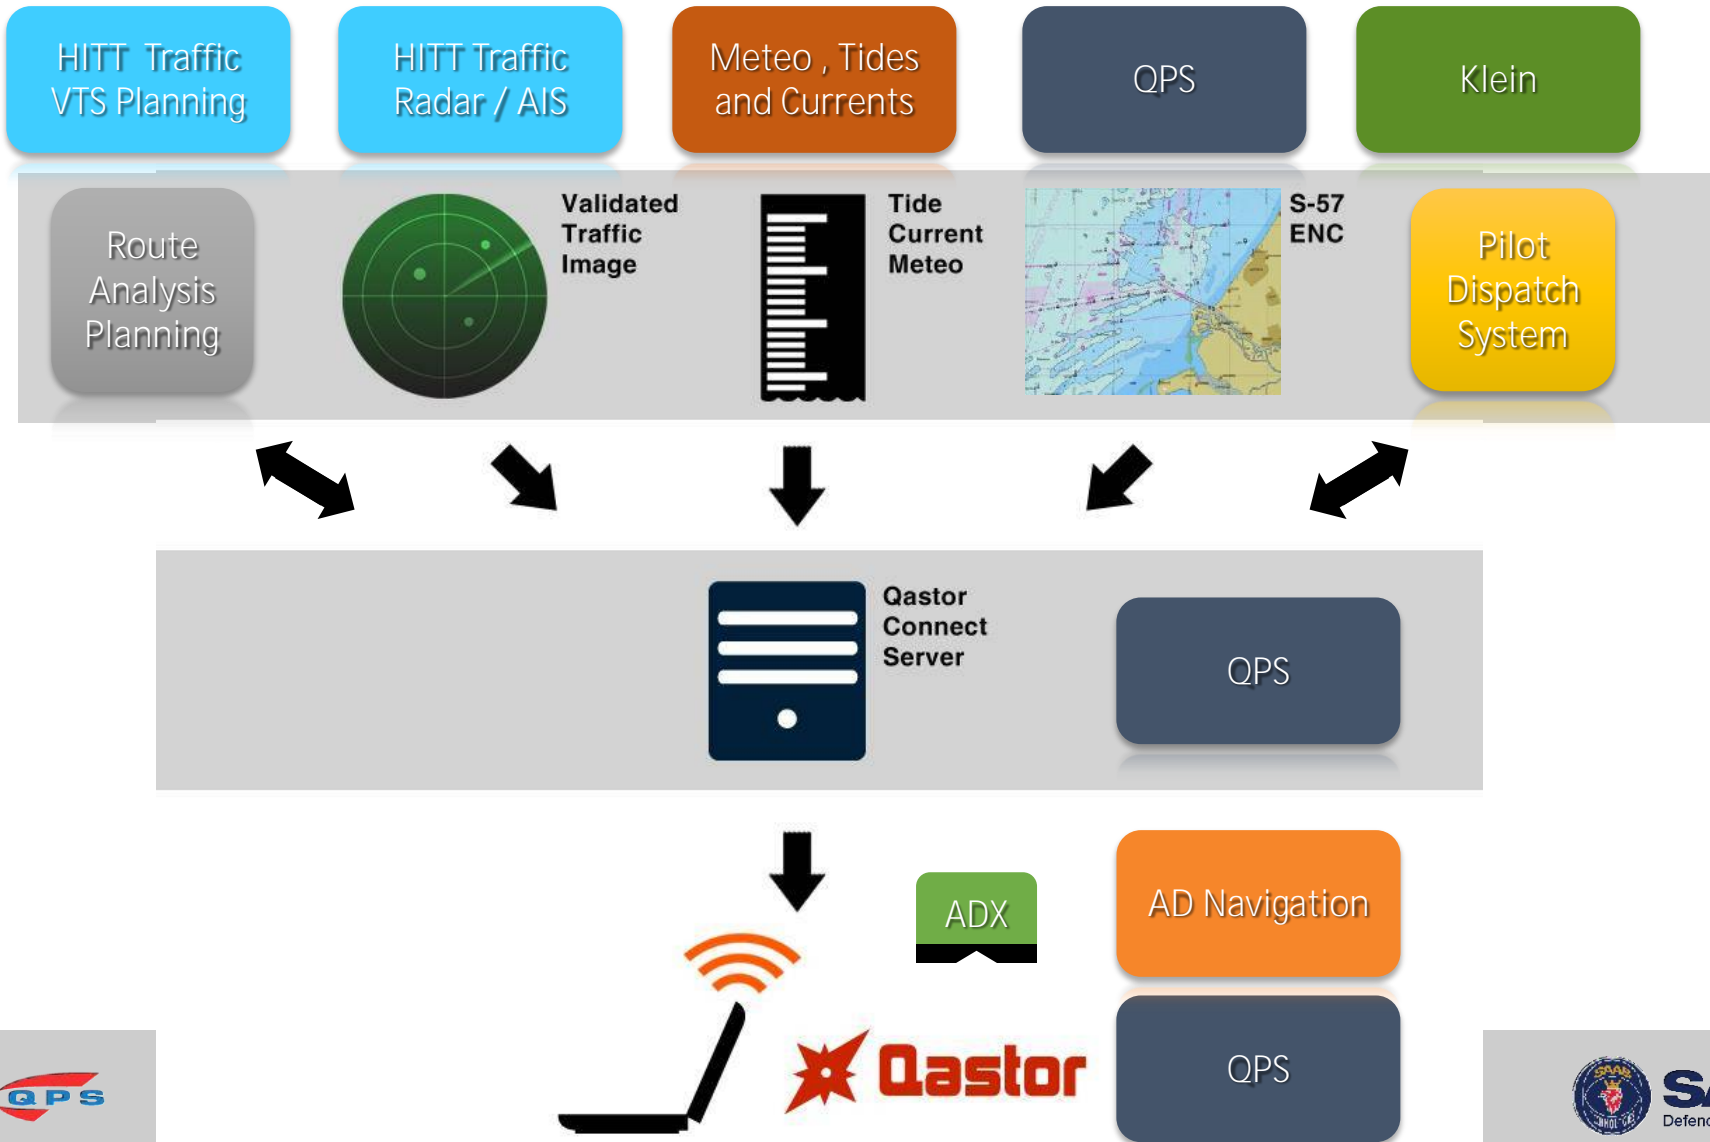 HITT Traffic
VTS Planning
HITT Traffic
Radar / AIS
Meteo , Tides
and Currents
QPS
Klein
Route
Analysis
Planning
Validated
Traffic
Image
Tide
Current
Meteo
S-57
ENC
Pilot
Dispatch
System
Qastor
Connect
Server
QPS
ADX
AD Navigation
Qastor
QPS
QPS
SAAB